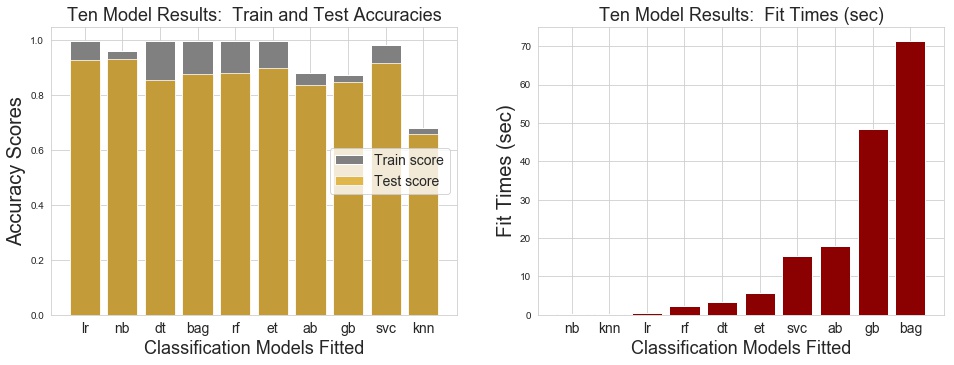 Ten Model Results:  Train and Test Accuracies
Accuracy Scores
1.0
0.8
0.6
0.4
0.2
0.0
Train score
Test score
lr nb dt bag rf et ab gb svc knn
Classification Models Fitted
Ten Model Results:  Fit Times (sec)
Fit Times (sec)
70
60
50
40
30
20
10
0
nb knn lr rf dt et svc ab gb bag
Classification Models Fitted